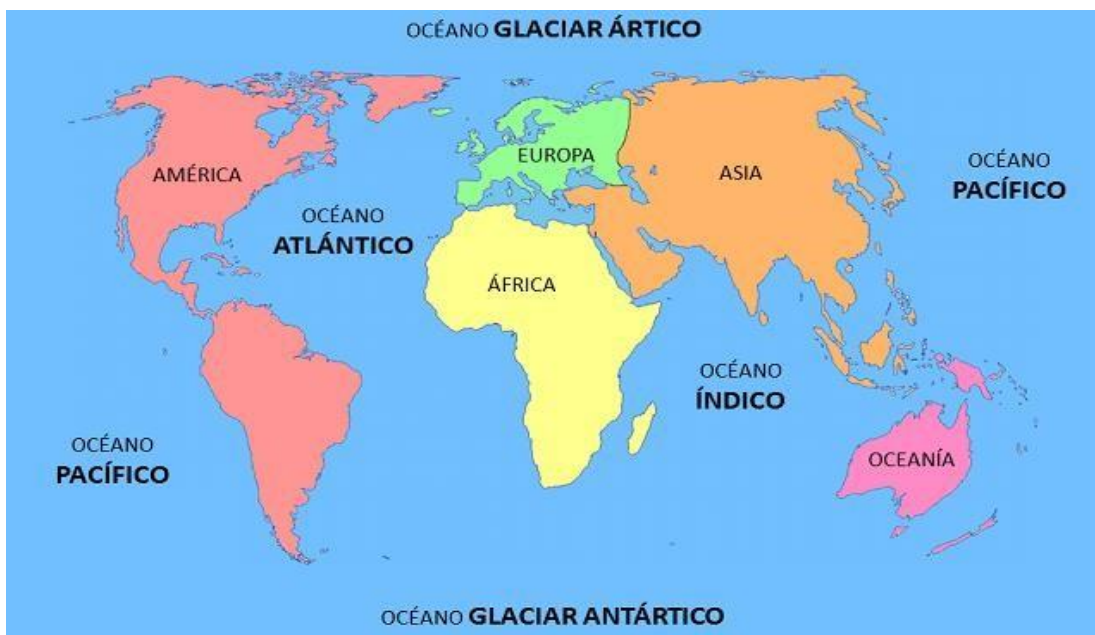 OCÉANO GLACIAR ÁRTICO
AMÉRICA
EUROPA
ASIA
OCÉANO
PACÍFICO
OCÉANO
ATLÁNTICO
ÁFRICA
OCÉANO
ÍNDICO
OCÉANO
PACÍFICO
OCEANÍA
OCÉANO GLACIAR ANTÁRTICO